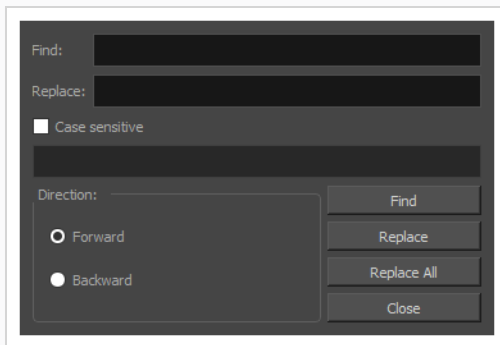 Find:
Replace:
Case sensitive
Direction:
Forward
Backward
Find
Replace
Replace All
Close